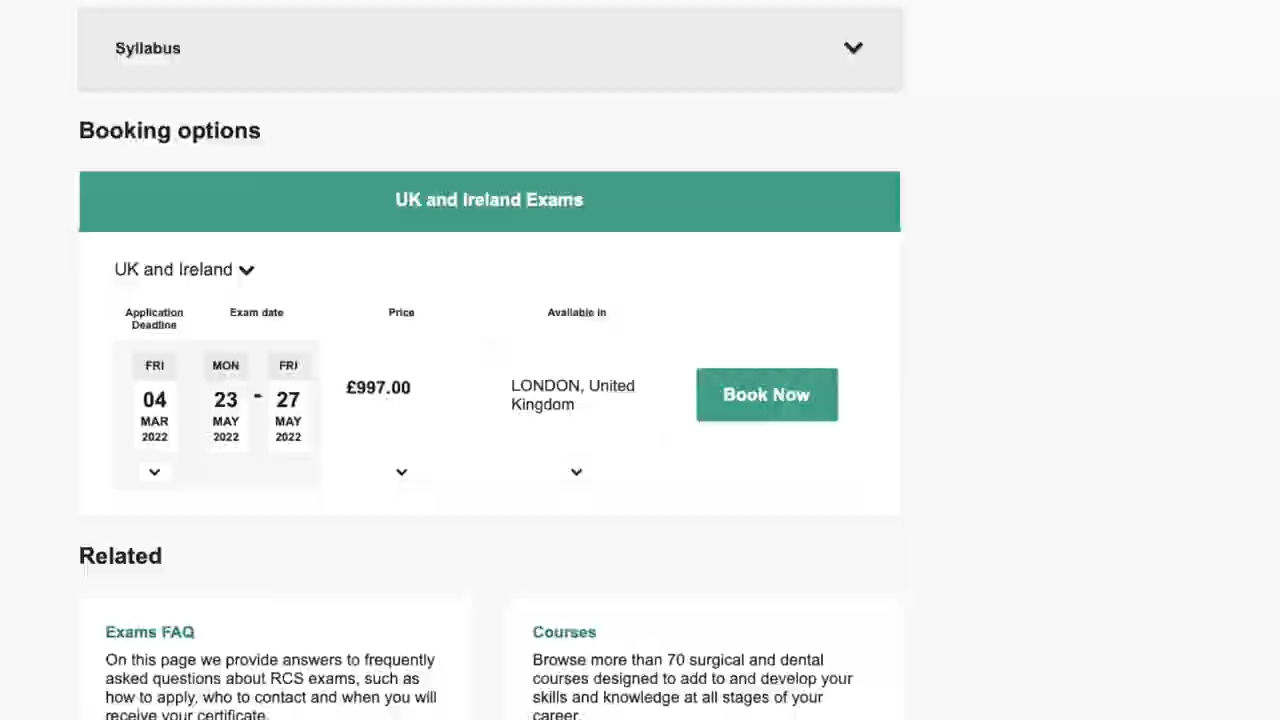 Syllabus
Booking options
UK and Ireland Exams
UK and Ireland
Application Deadline
Exam date
Price
Available in
FRI
04
MAR
2022
MON
23
MAY
2022
-
FRI
27
MAY
2022
£997.00
LONDON, United
Kingdom
Book Now
Related
Exams FAQ
On this page we provide answers to frequently
asked questions about RCS exams, such as
how to apply, who to contact and when you will
receive your certificate.
Courses
Browse more than 70 surgical and dental
courses designed to add to and develop your
skills and knowledge at all stages of your
career.